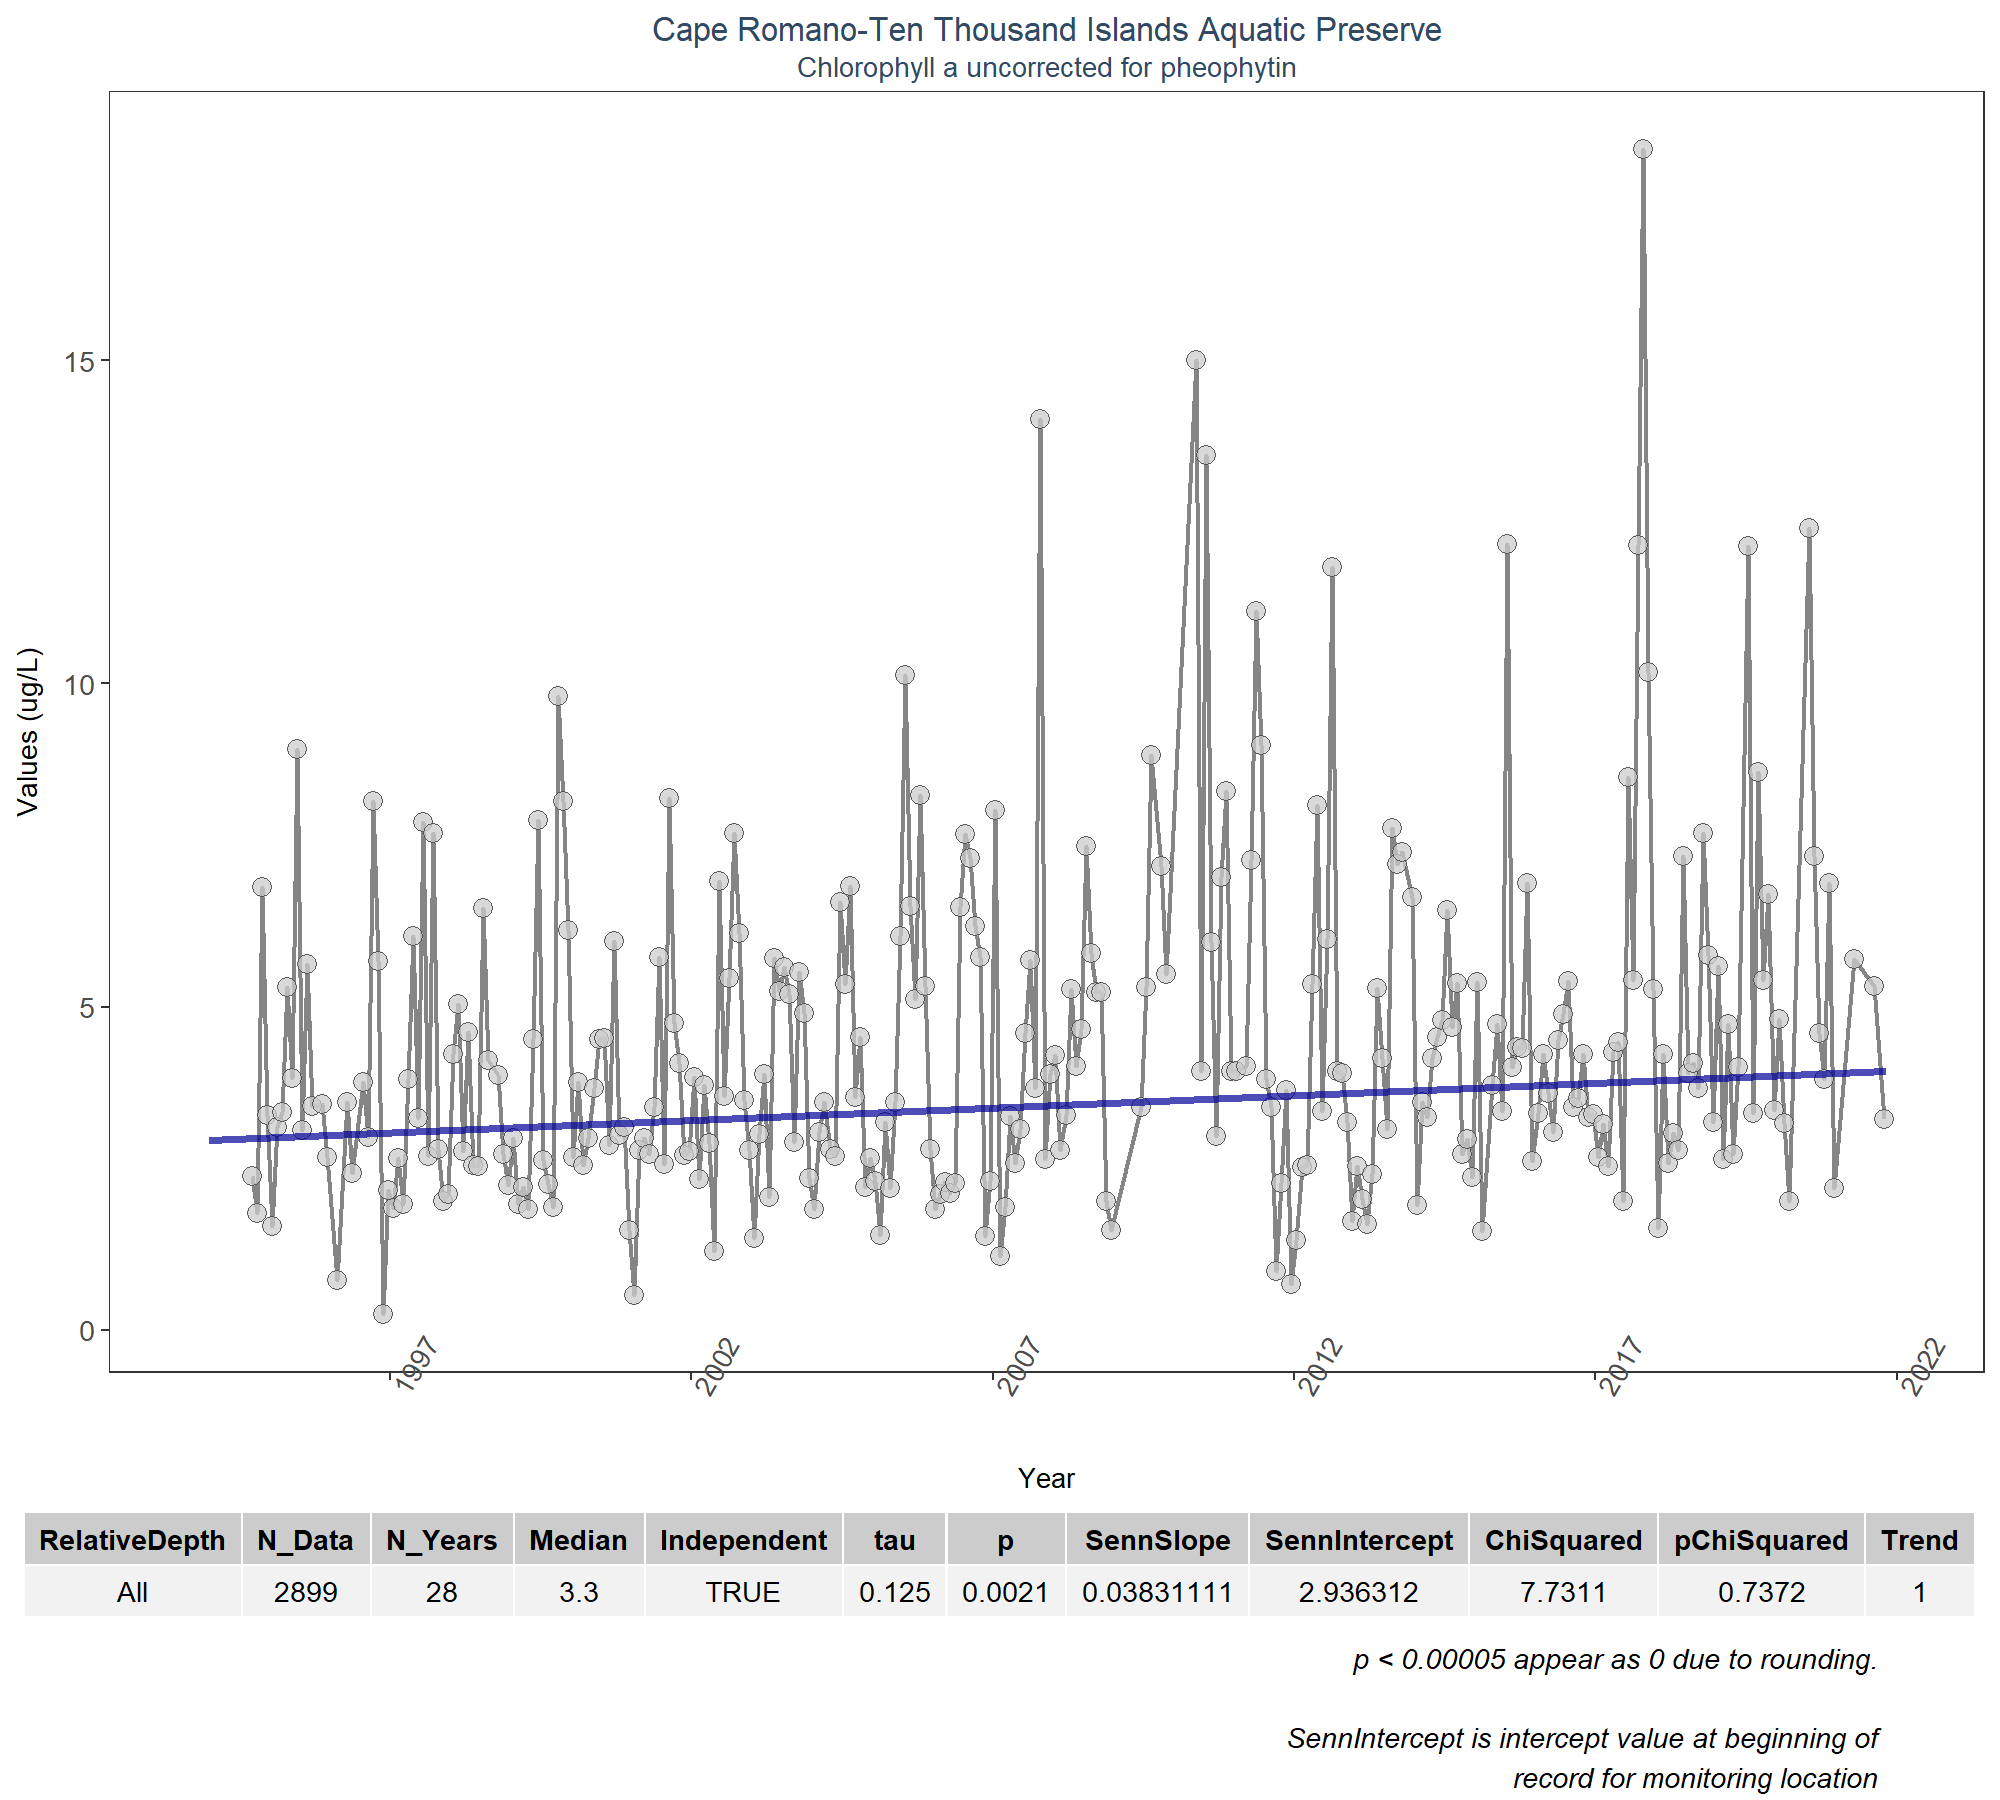 Cape Romano-Ten Thousand Islands Aquatic Preserve
Chlorophyll a uncorrected for pheophytin
Values (ug/L)
15
10
5
0
1997 2002 2007 2012 2017 2022
Year
RelativeDepth N_Data N_Years Median Independent tau p SennSlope SennIntercept ChiSquared pChiSquared Trend
All 2899 28 3.3 TRUE 0.125 0.0021 0.03831111 2.936312 7.7311 0.7372 1
p < 0.00005 appear as 0 due to rounding.
SennIntercept is intercept value at beginning of
record for monitoring location